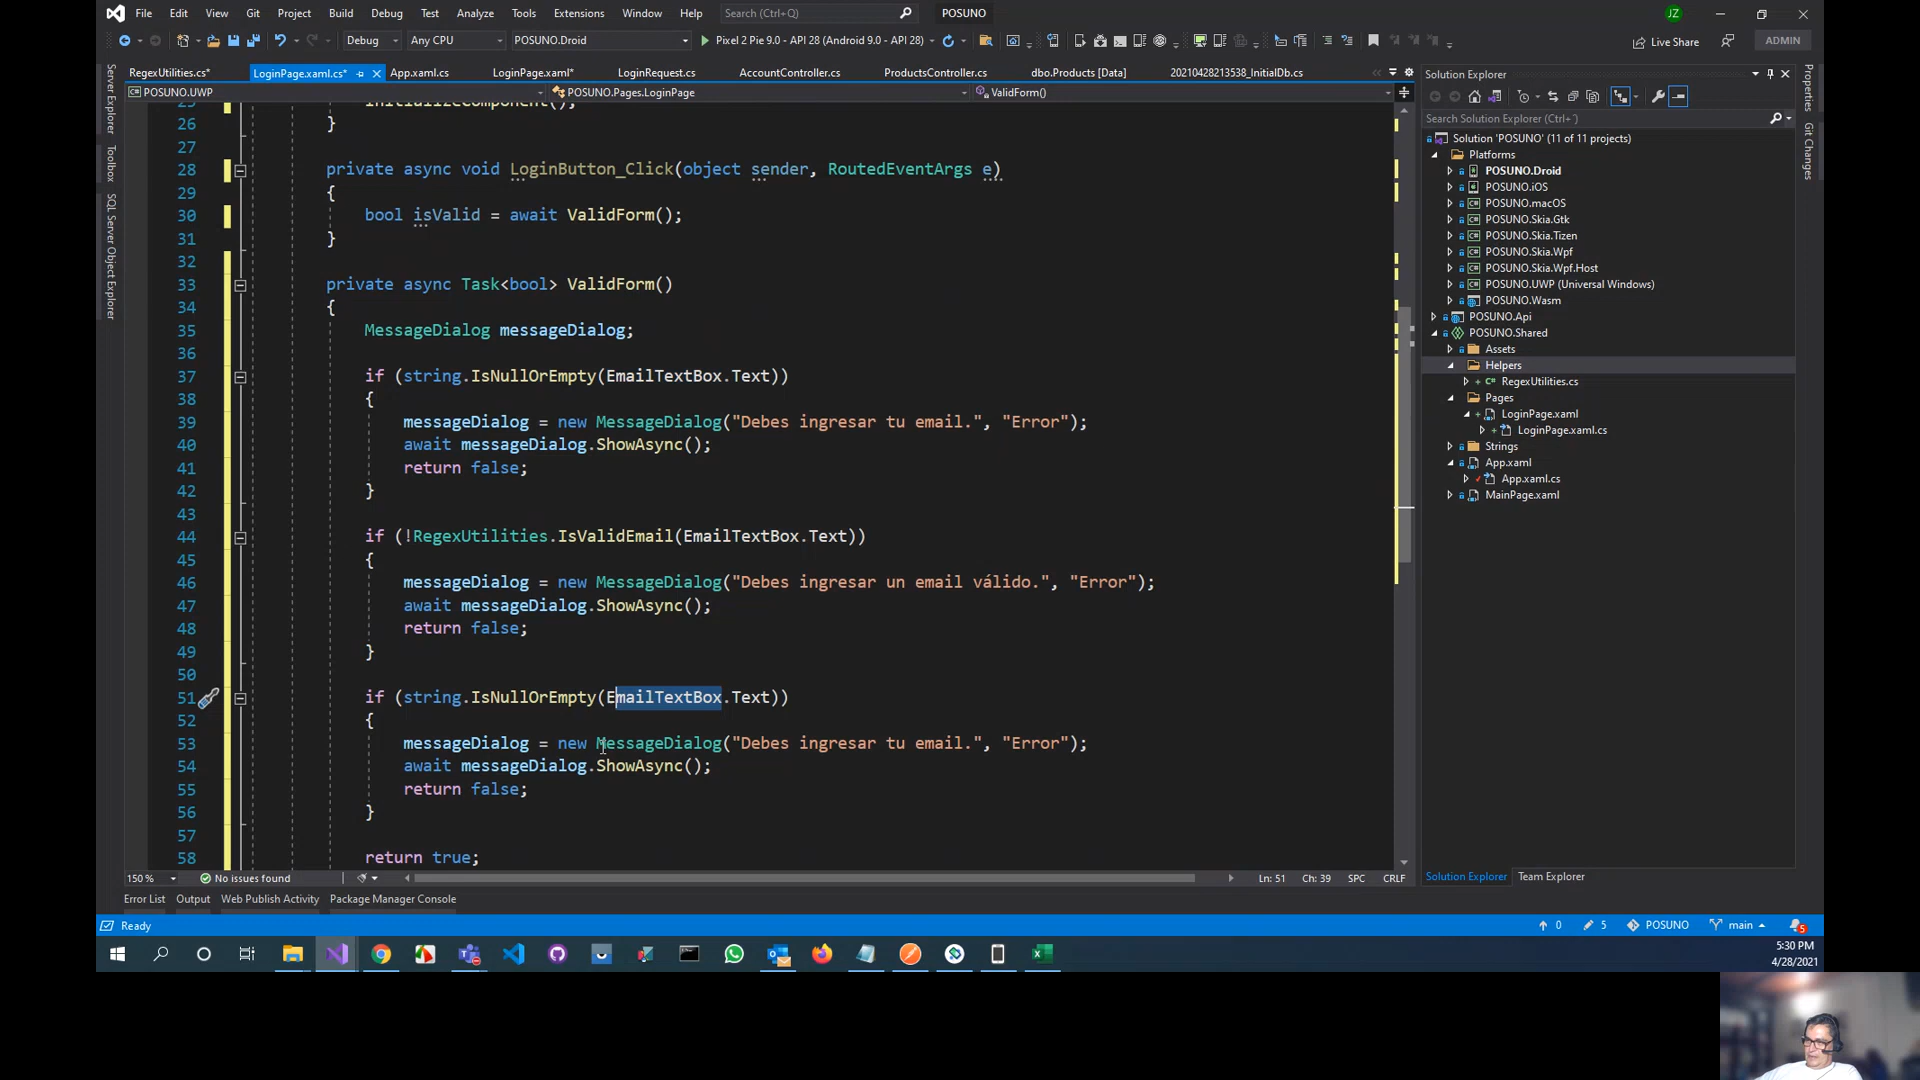 File Edit View Git Project Build Debug Test Analyze Tools Extensions Window Help Search (Ctrl+Q) POSUNO JZ
Debug Any CPU POSUNO.Droid Pixel 2 Pie 9.0 - API 28 (Android 9.0 - API 28) Live Share ADMIN
RegexUtilities.cs* LoginPage.xaml.cs* App.xaml.cs LoginPage.xaml* LoginRequest.cs AccountController.cs ProductsController.cs dbo.Products [Data] 20210428213538_InitialDb.cs
POSUNO.UWP POSUNO.Pages.LoginPage ValidForm()
Server Explorer
Toolbox
SQL Server Object Explorer
25 InitializeComponent();
26 }
27
28 private async void LoginButton_Click(object sender, RoutedEventArgs e)
29 {
30 bool isValid = await ValidForm();
31 }
32
33 private async Task<bool> ValidForm()
34 {
35 MessageDialog messageDialog;
36
37 if (string.IsNullOrEmpty(EmailTextBox.Text))
38 {
39 messageDialog = new MessageDialog("Debes ingresar tu email.", "Error");
40 await messageDialog.ShowAsync();
41 return false;
42 }
43
44 if (!RegexUtilities.IsValidEmail(EmailTextBox.Text))
45 {
46 messageDialog = new MessageDialog("Debes ingresar un email válido.", "Error");
47 await messageDialog.ShowAsync();
48 return false;
49 }
50
51 if (string.IsNullOrEmpty(EmailTextBox.Text))
52 {
53 messageDialog = new MessageDialog("Debes ingresar tu email.", "Error");
54 await messageDialog.ShowAsync();
55 return false;
56 }
57
58 return true;
150 % No issues found Ln: 51 Ch: 39 SPC CRLF
Error List Output Web Publish Activity Package Manager Console
Solution Explorer
Search Solution Explorer (Ctrl+¨)
Solution 'POSUNO' (11 of 11 projects)
Platforms
POSUNO.Droid
POSUNO.iOS
POSUNO.macOS
POSUNO.Skia.Gtk
POSUNO.Skia.Tizen
POSUNO.Skia.Wpf
POSUNO.Skia.Wpf.Host
POSUNO.UWP (Universal Windows)
POSUNO.Wasm
POSUNO.Api
POSUNO.Shared
Assets
Helpers
RegexUtilities.cs
Pages
LoginPage.xaml
LoginPage.xaml.cs
Strings
App.xaml
App.xaml.cs
MainPage.xaml
Solution Explorer Team Explorer
Properties
Git Changes
Ready 0 5 POSUNO main 5
5:30 PM
4/28/2021